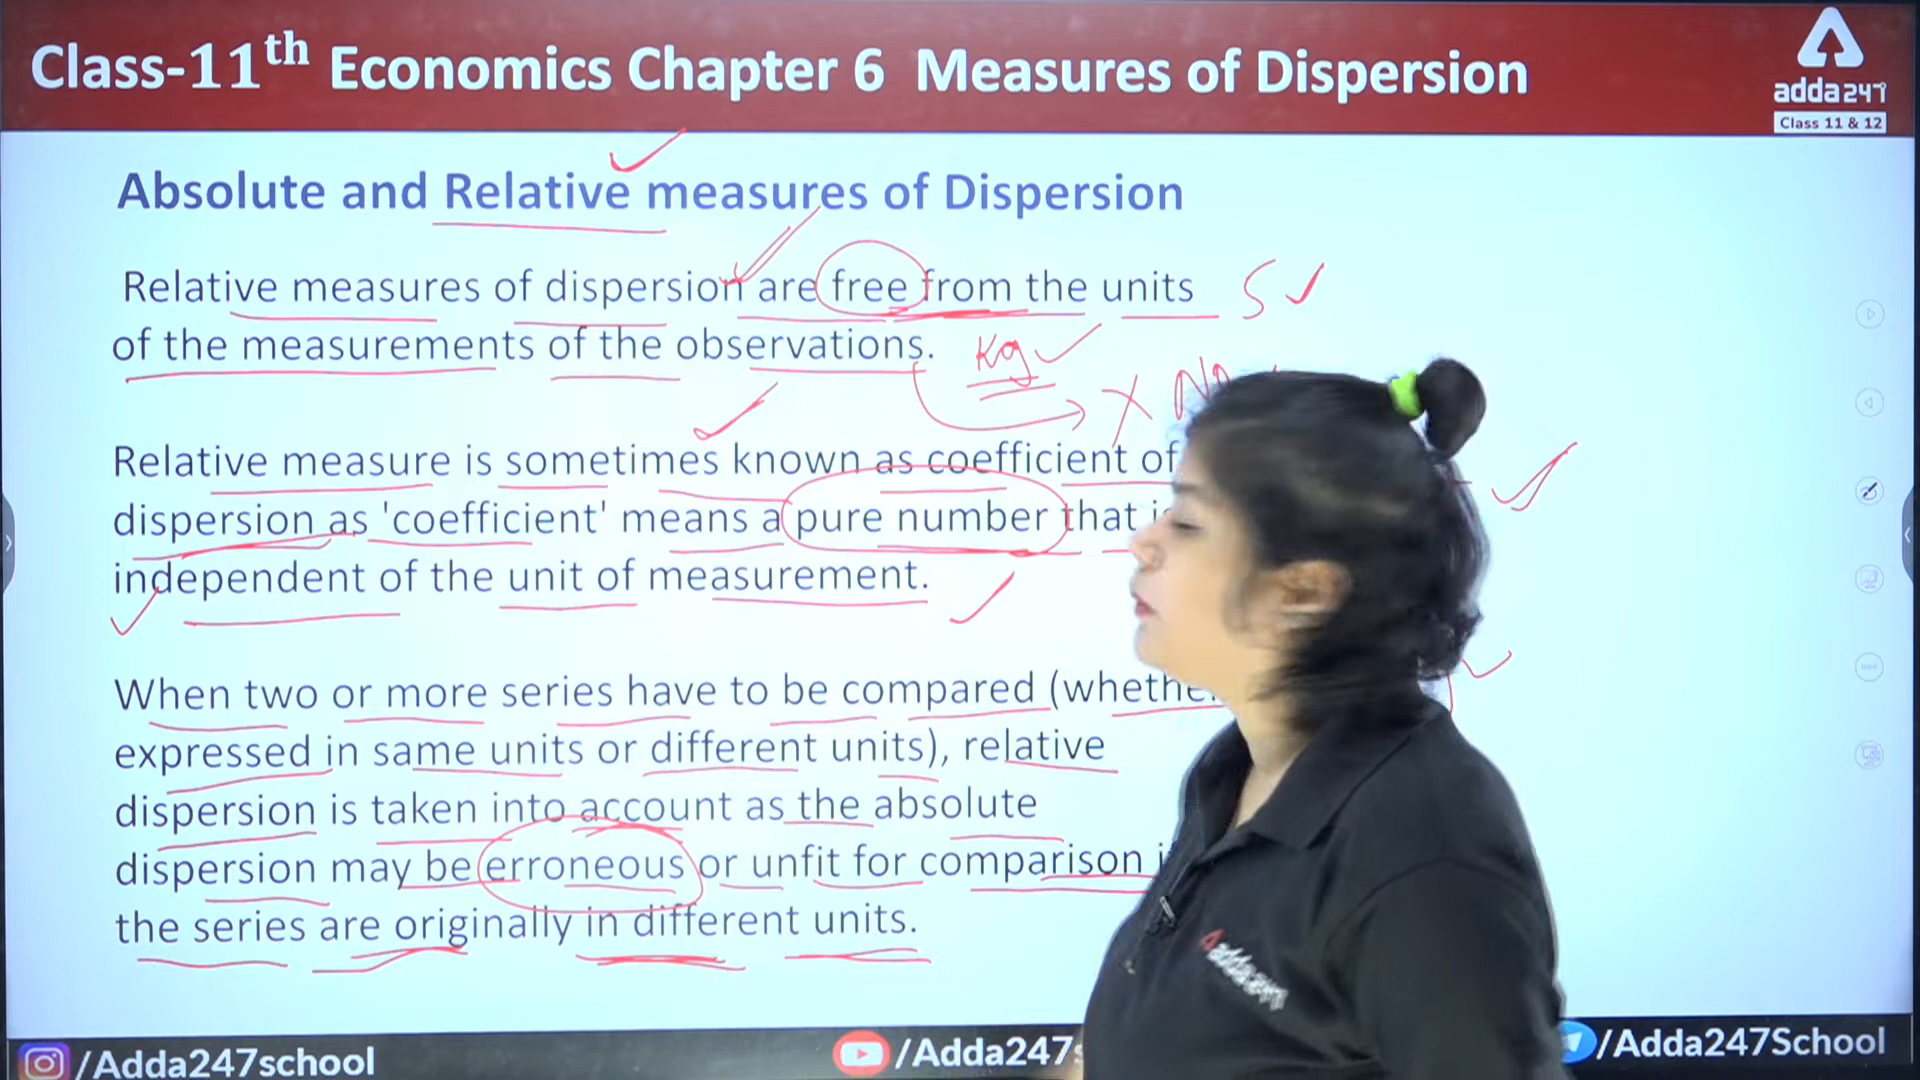 Class-11th Economics Chapter 6 Measures of Dispersion
adda247
Class 11 & 12
Absolute and Relative measures of Dispersion
Relative measures of dispersion are free from the units S
of the measurements of the observations. Kg
X
Relative measure is sometimes known as coefficient of
dispersion as 'coefficient' means a pure number that
independent of the unit of measurement.
When two or more series have to be compared
expressed in same units or different units), relative
dispersion is taken into account as the absolute
dispersion may be erroneous or unfit for comparison
the series are originally in different units.
adda247
/Adda247school
/Adda247
/Adda247School